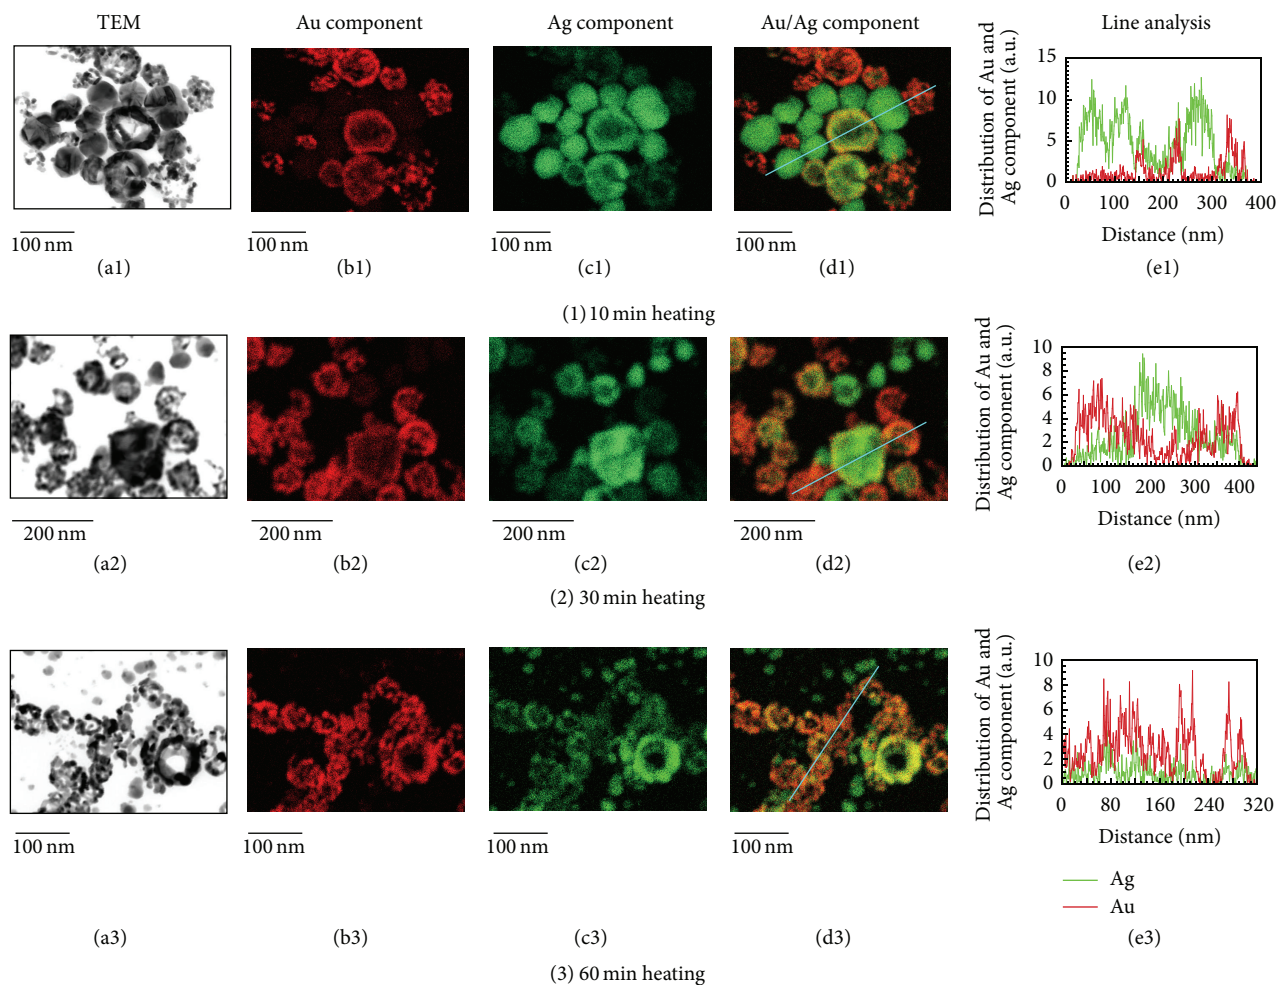 TEM
Au component
Ag component
Au/Ag component
Line analysis
Distribution of Au and
Ag component (a.u.)
15
10
5
0
0 100 200 300 400
Distance (nm)
100 nm
100 nm
100 nm
100 nm
(a1)
(b1)
(c1)
(d1)
(e1)
(1) 10 min heating
Distribution of Au and
Ag component (a.u.)
10
8
6
4
2
0
0 100 200 300 400
Distance (nm)
200 nm
200 nm
200 nm
200 nm
(a2)
(b2)
(c2)
(d2)
(e2)
(2) 30 min heating
Distribution of Au and
Ag component (a.u.)
10
8
6
4
2
0
0 80 160 240 320
Distance (nm)
100 nm
100 nm
100 nm
100 nm
Ag
Au
(a3)
(b3)
(c3)
(d3)
(e3)
(3) 60 min heating